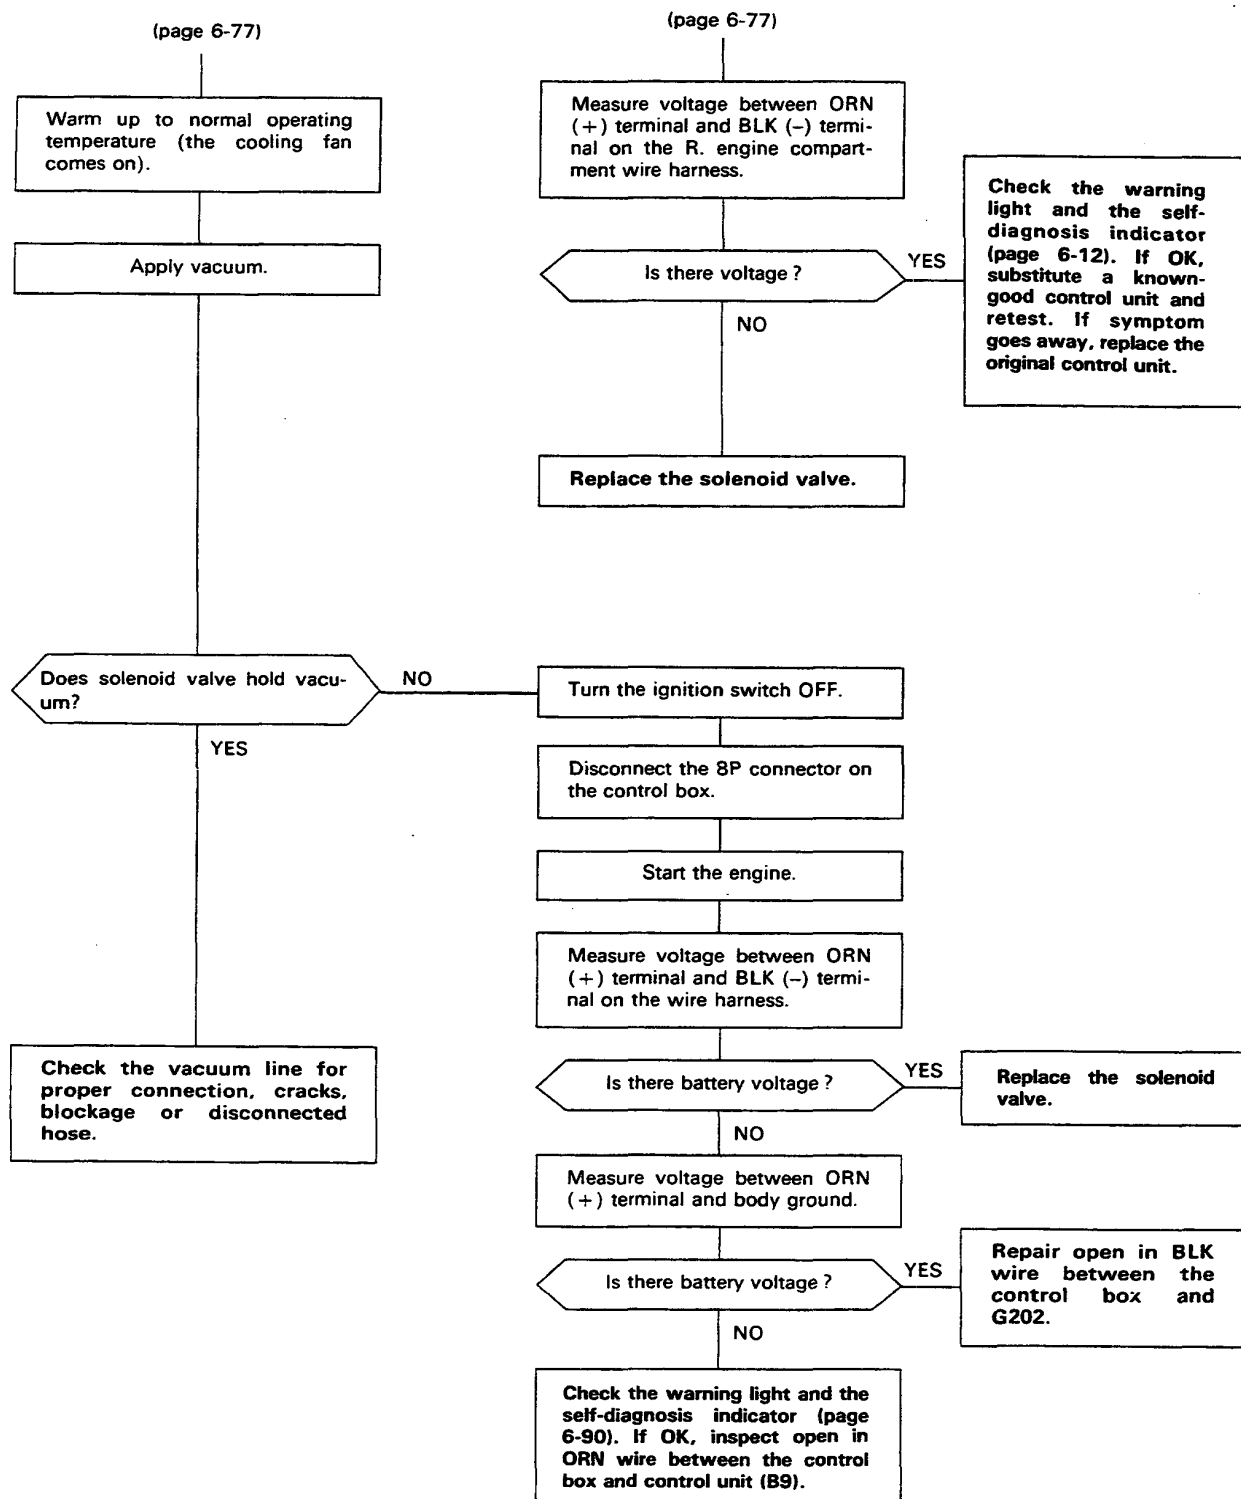 (page 6-77)
Warm up to normal operating
temperature (the cooling fan
comes on).
Apply vacuum.
Does solenoid valve hold vacu-
um?
NO
YES
Check the vacuum line for
proper connection, cracks,
blockage or disconnected
hose.
(page 6-77)
Measure voltage between ORN
(+) terminal and BLK (–) termi-
nal on the R. engine compart-
ment wire harness.
Is there voltage?
YES
NO
Check the warning
light and the self-
diagnosis indicator
(page 6-12). If OK,
substitute a known-
good control unit and
retest. If symptom
goes away, replace the
original control unit.
Replace the solenoid valve.
Turn the ignition switch OFF.
Disconnect the 8P connector on
the control box.
Start the engine.
Measure voltage between ORN
(+) terminal and BLK (–) termi-
nal on the wire harness.
Is there battery voltage?
YES
NO
Replace the solenoid
valve.
Measure voltage between ORN
(+) terminal and body ground.
Is there battery voltage?
YES
NO
Repair open in BLK
wire between the
control box and
G202.
Check the warning light and the
self-diagnosis indicator (page
6-90). If OK, inspect open in
ORN wire between the control
box and control unit (B9).